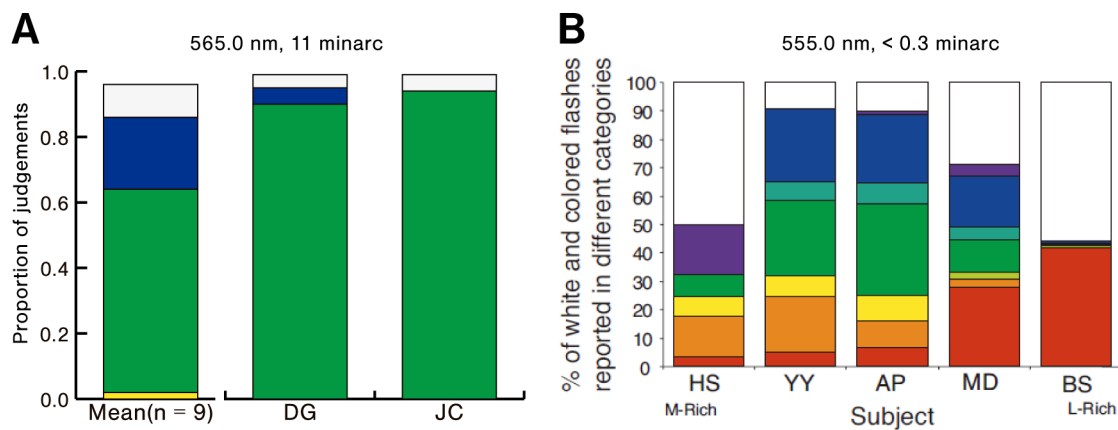 A
565.0 nm, 11 minarc
Proportion of judgements
1.0
0.8
0.6
0.4
0.2
0.0
Mean(n = 9)
DG
JC
B
555.0 nm, < 0.3 minarc
% of white and colored flashes
reported in different categories
100
90
80
70
60
50
40
30
20
10
0
HS
YY
AP
MD
BS
M-Rich
L-Rich
Subject